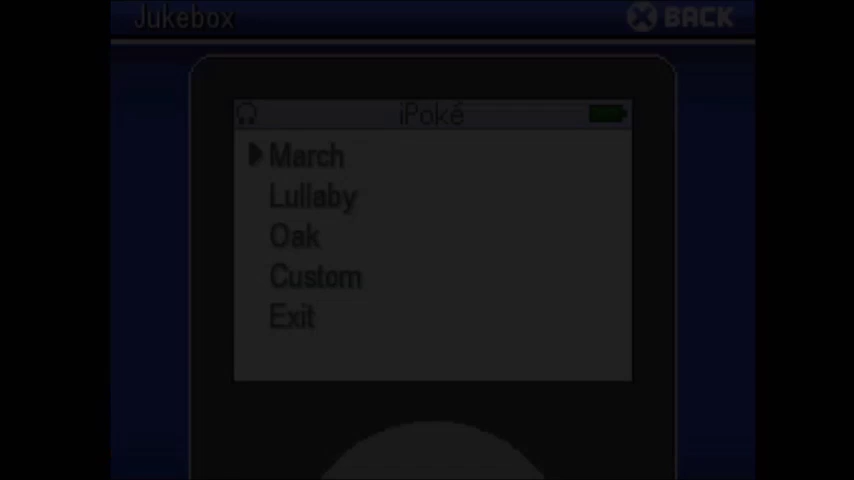 Jukebox
X BACK
iPoké
March
Lullaby
Oak
Custom
Exit